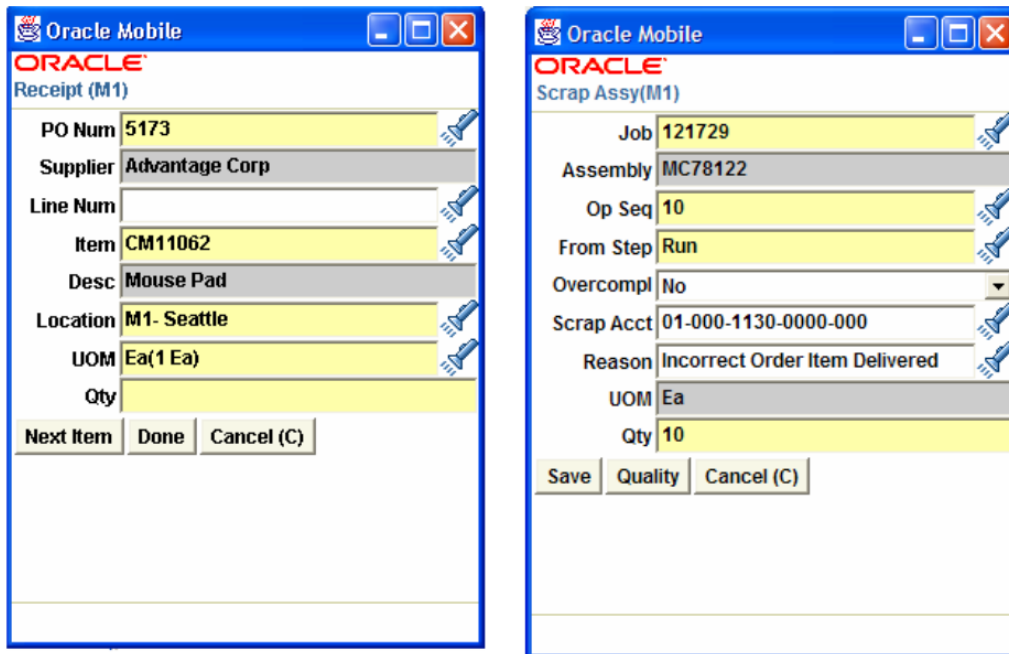 Oracle Mobile
ORACLE
Receipt (M1)
PO Num 5173
Supplier Advantage Corp
Line Num
Item CM11062
Desc Mouse Pad
Location M1- Seattle
UOM Ea(1 Ea)
Qty
Next Item Done Cancel (C)
Oracle Mobile
ORACLE
Scrap Assy(M1)
Job 121729
Assembly MC78122
Op Seq 10
From Step Run
Overcompl No
Scrap Acct 01-000-1130-0000-000
Reason Incorrect Order Item Delivered
UOM Ea
Qty 10
Save Quality Cancel (C)